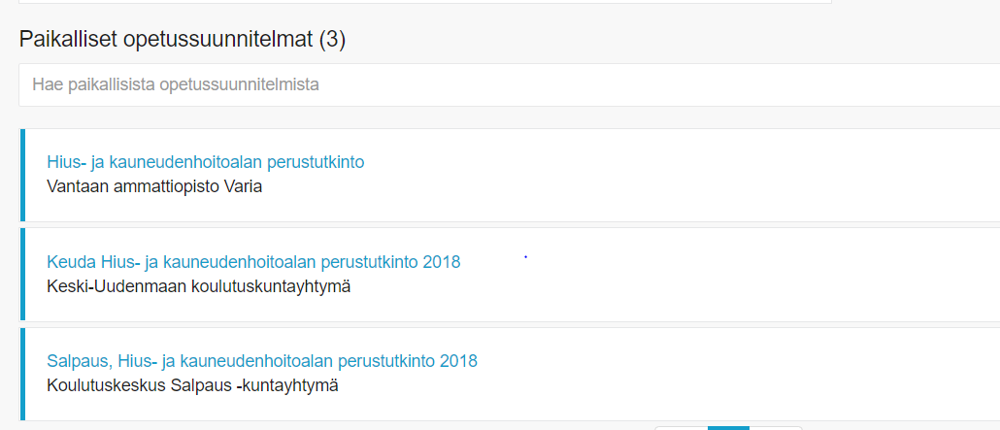 Paikalliset opetussuunnitelmat (3)
Hae paikallisista opetussuunnitelmista
Hius- ja kauneudenhoitoalan perustutkinto
Vantaan ammattiopisto Varia
Keuda Hius- ja kauneudenhoitoalan perustutkinto 2018
Keski-Uudenmaan koulutuskuntayhtymä
Salpaus, Hius- ja kauneudenhoitoalan perustutkinto 2018
Koulutuskeskus Salpaus -kuntayhtymä